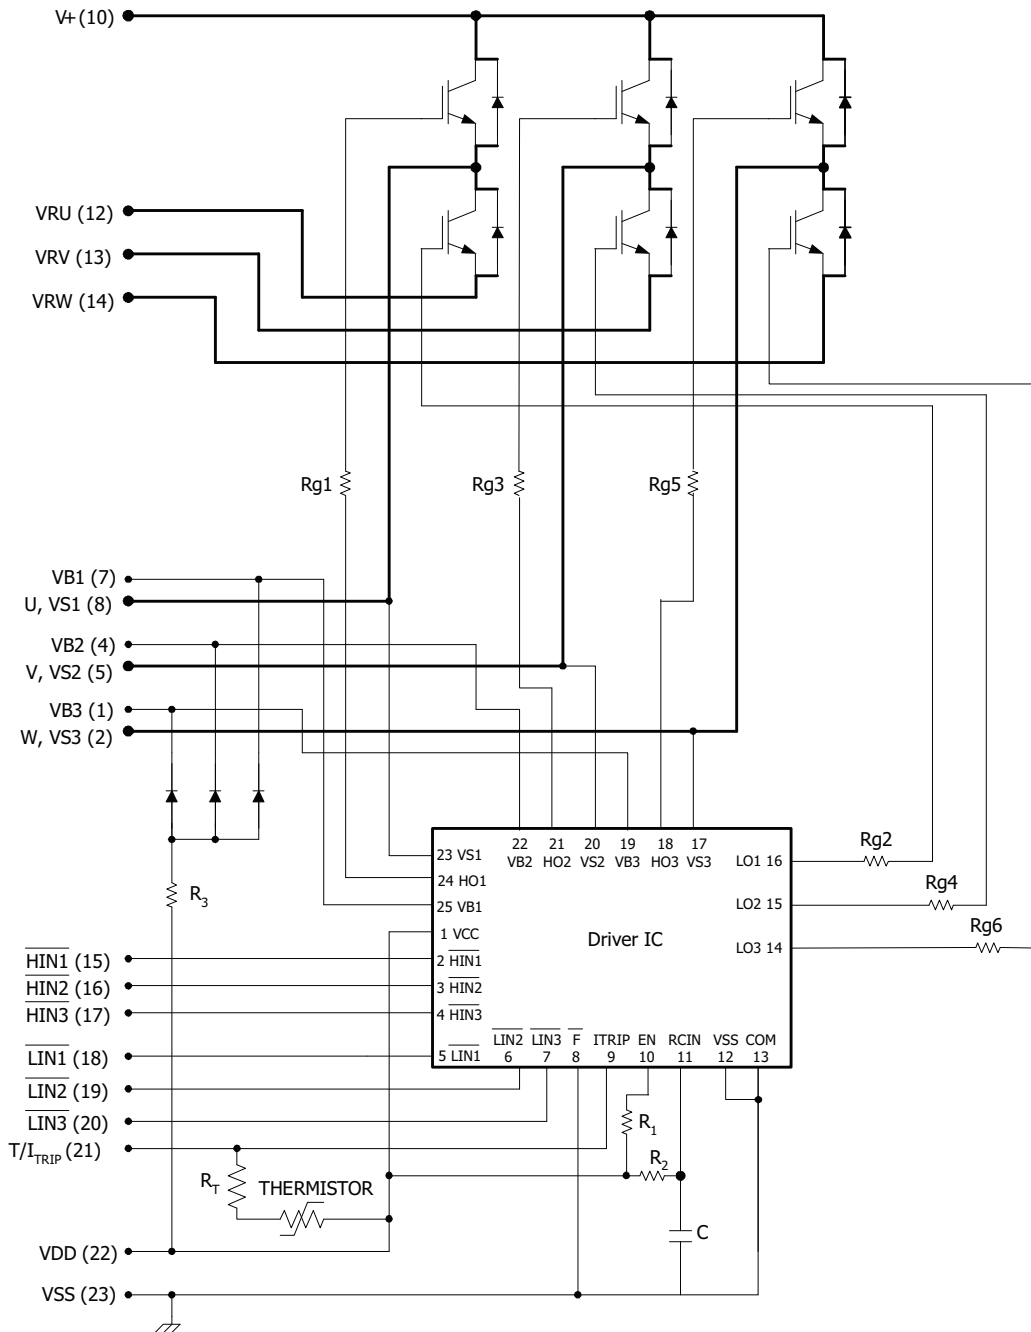 V+ (10)
VRU (12)
VRV (13)
VRW (14)
Rg1
Rg3
Rg5
VB1 (7)
U, VS1 (8)
VB2 (4)
V, VS2 (5)
VB3 (1)
W, VS3 (2)
22 21 20 19 18 17
VB2 HO2 VS2 VB3 HO3 VS3
23 VS1
24 HO1
25 VB1
1 VCC
2 HIN1
3 HIN2
4 HIN3
5 LIN1
Driver IC
LO1 16
LO2 15
LO3 14
Rg2
Rg4
Rg6
R3
HIN1 (15)
HIN2 (16)
HIN3 (17)
LIN1 (18)
LIN2 (19)
LIN3 (20)
T/ITRIP (21)
LIN2 LIN3 F ITRIP EN RCIN VSS COM
6 7 8 9 10 11 12 13
R1
R2
RT
THERMISTOR
C
VDD (22)
VSS (23)